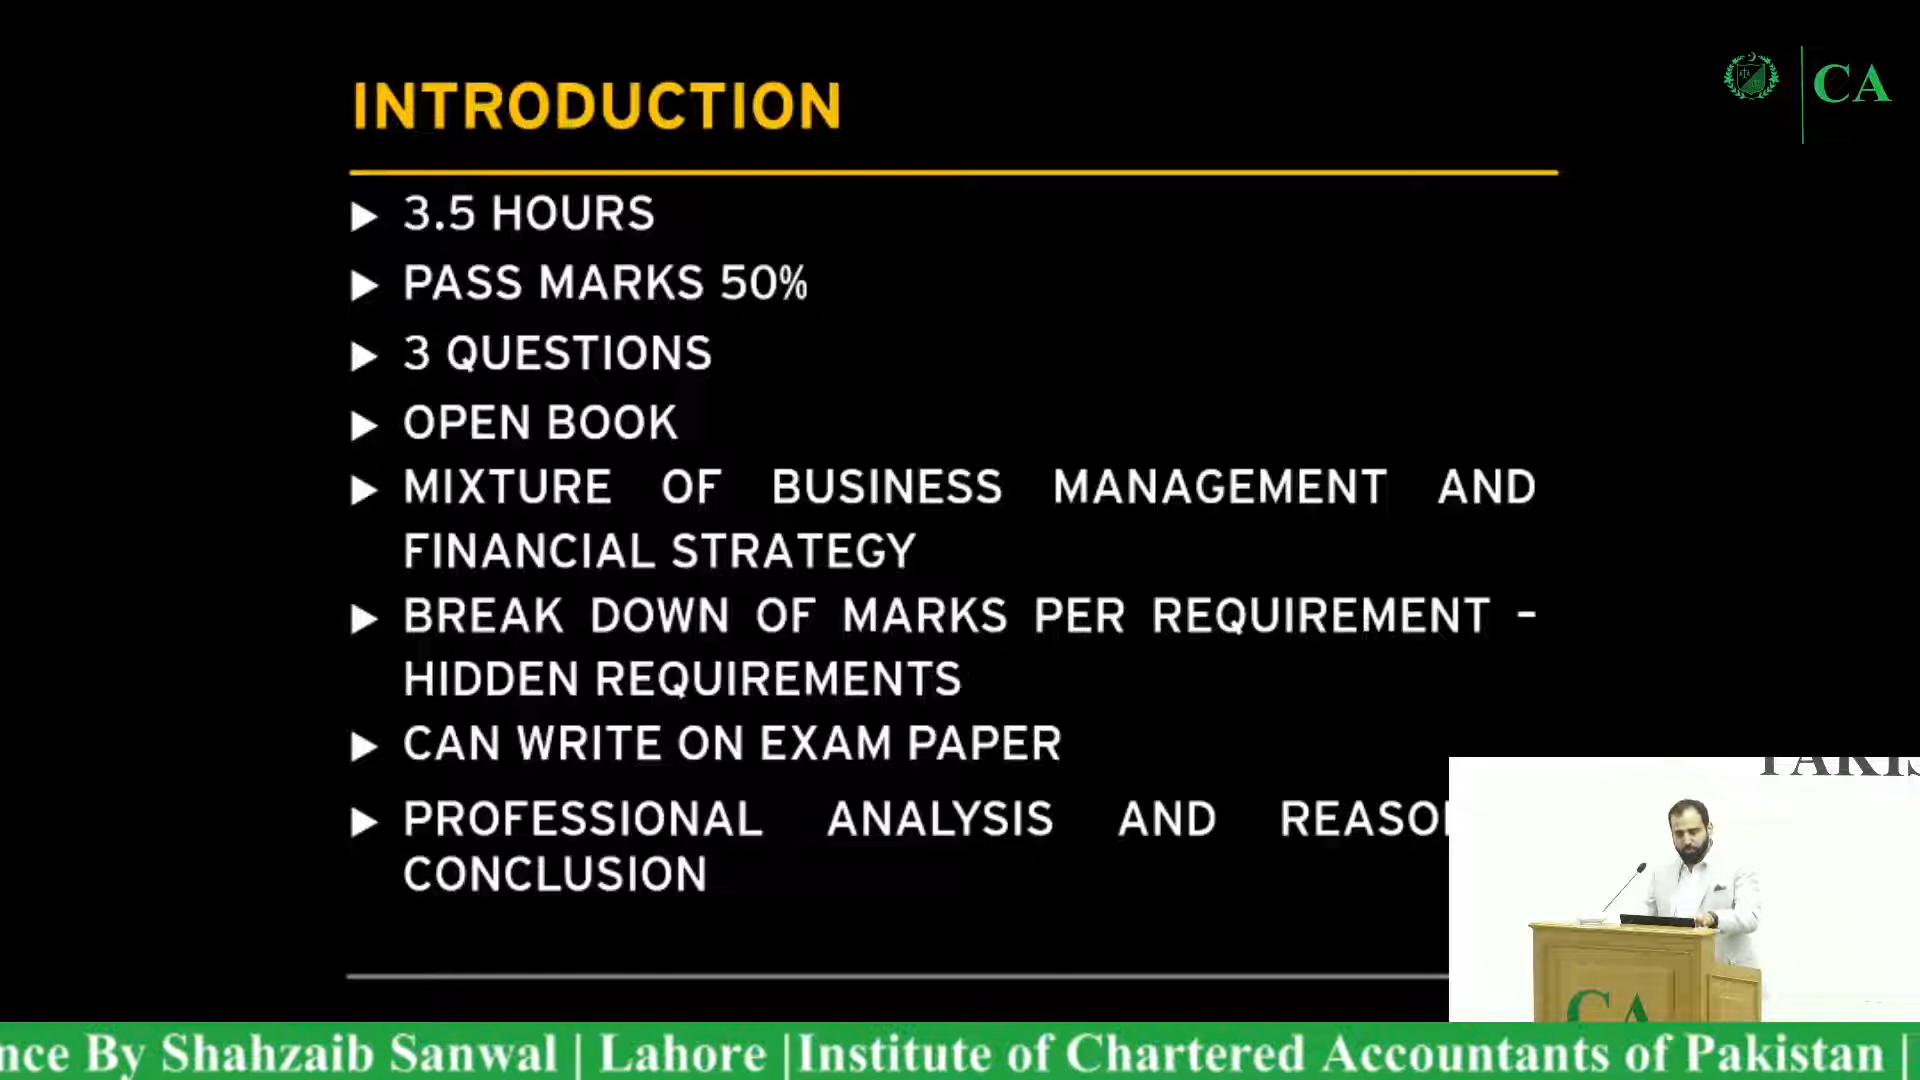 INTRODUCTION
CA
3.5 HOURS
PASS MARKS 50%
3 QUESTIONS
OPEN BOOK
MIXTURE OF BUSINESS MANAGEMENT AND
FINANCIAL STRATEGY
BREAK DOWN OF MARKS PER REQUIREMENT –
HIDDEN REQUIREMENTS
CAN WRITE ON EXAM PAPER
PROFESSIONAL ANALYSIS AND
CONCLUSION
CA
By Shahzaib Sanwal | Lahore |Institute of Chartered Accountants of Pakistan |